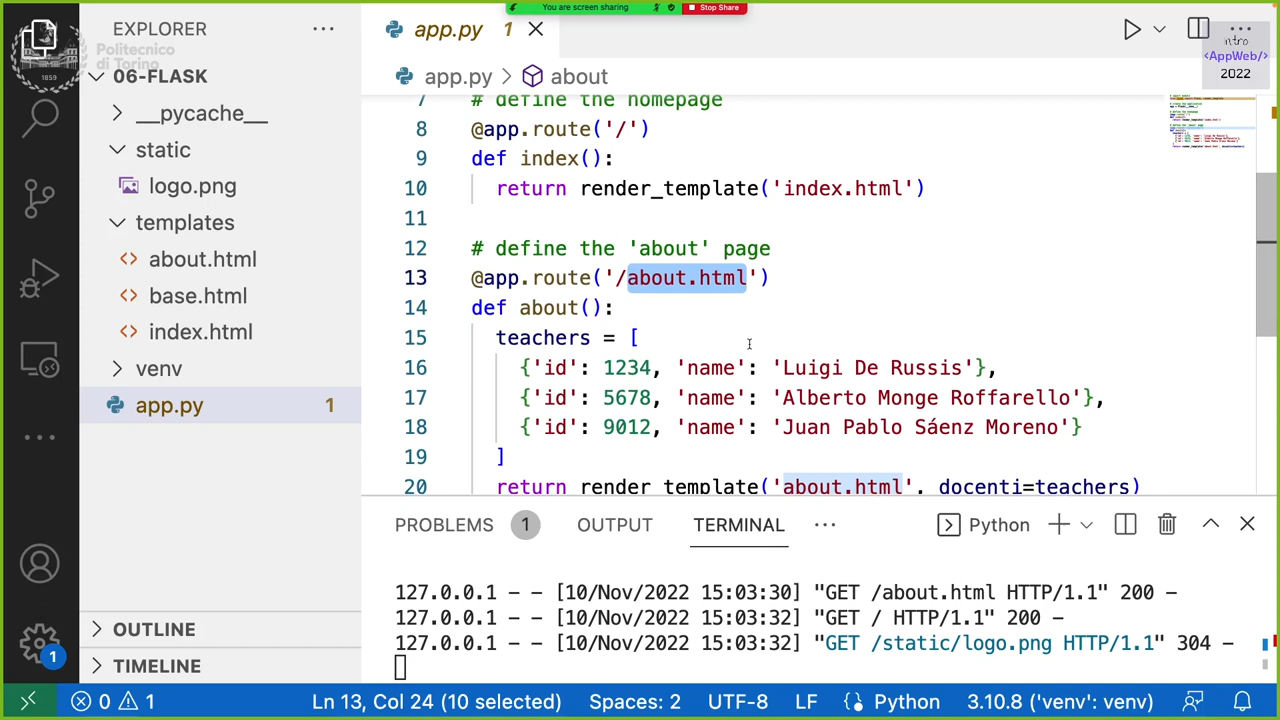 You are screen sharing
Stop Share
EXPLORER
Politecnico
di Torino
1859
06-FLASK
__pycache__
static
logo.png
templates
about.html
base.html
index.html
venv
app.py 1
OUTLINE
TIMELINE
app.py 1
app.py > about
intro
<AppWeb/>
2022
7 # define the homepage
8 @app.route('/')
9 def index():
10 return render_template('index.html')
11
12 # define the 'about' page
13 @app.route('/about.html')
14 def about():
15 teachers = [
16 {'id': 1234, 'name': 'Luigi De Russis'},
17 {'id': 5678, 'name': 'Alberto Monge Roffarello'},
18 {'id': 9012, 'name': 'Juan Pablo Sáenz Moreno'}
19 ]
20 return render_template('about.html', docenti=teachers)
PROBLEMS 1 OUTPUT TERMINAL Python
127.0.0.1 - - [10/Nov/2022 15:03:30] "GET /about.html HTTP/1.1" 200 -
127.0.0.1 - - [10/Nov/2022 15:03:32] "GET / HTTP/1.1" 200 -
127.0.0.1 - - [10/Nov/2022 15:03:32] "GET /static/logo.png HTTP/1.1" 304 -
1
0 1 Ln 13, Col 24 (10 selected) Spaces: 2 UTF-8 LF Python 3.10.8 ('venv': venv)